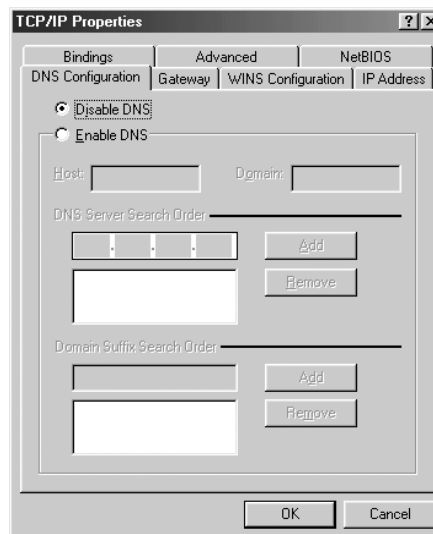 TCP/IP Properties
Bindings Advanced NetBIOS
DNS Configuration Gateway WINS Configuration IP Address
Disable DNS
Enable DNS
Host: Domain:
DNS Server Search Order
Add
Remove
Domain Suffix Search Order
Add
Remove
OK Cancel